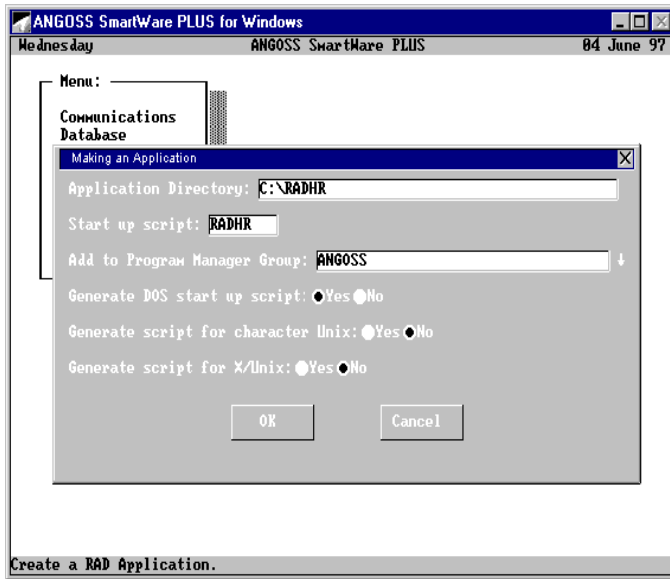 ANGOSS SmartWare PLUS for Windows
Wednesday ANGOSS SmartWare PLUS 04 June 97
Menu:
Communications
Database
Making an Application
Application Directory: C:\RADHR
Start up script: RADHR
Add to Program Manager Group: ANGOSS
Generate DOS start up script: Yes No
Generate script for character Unix: Yes No
Generate script for X/Unix: Yes No
OK Cancel
Create a RAD Application.